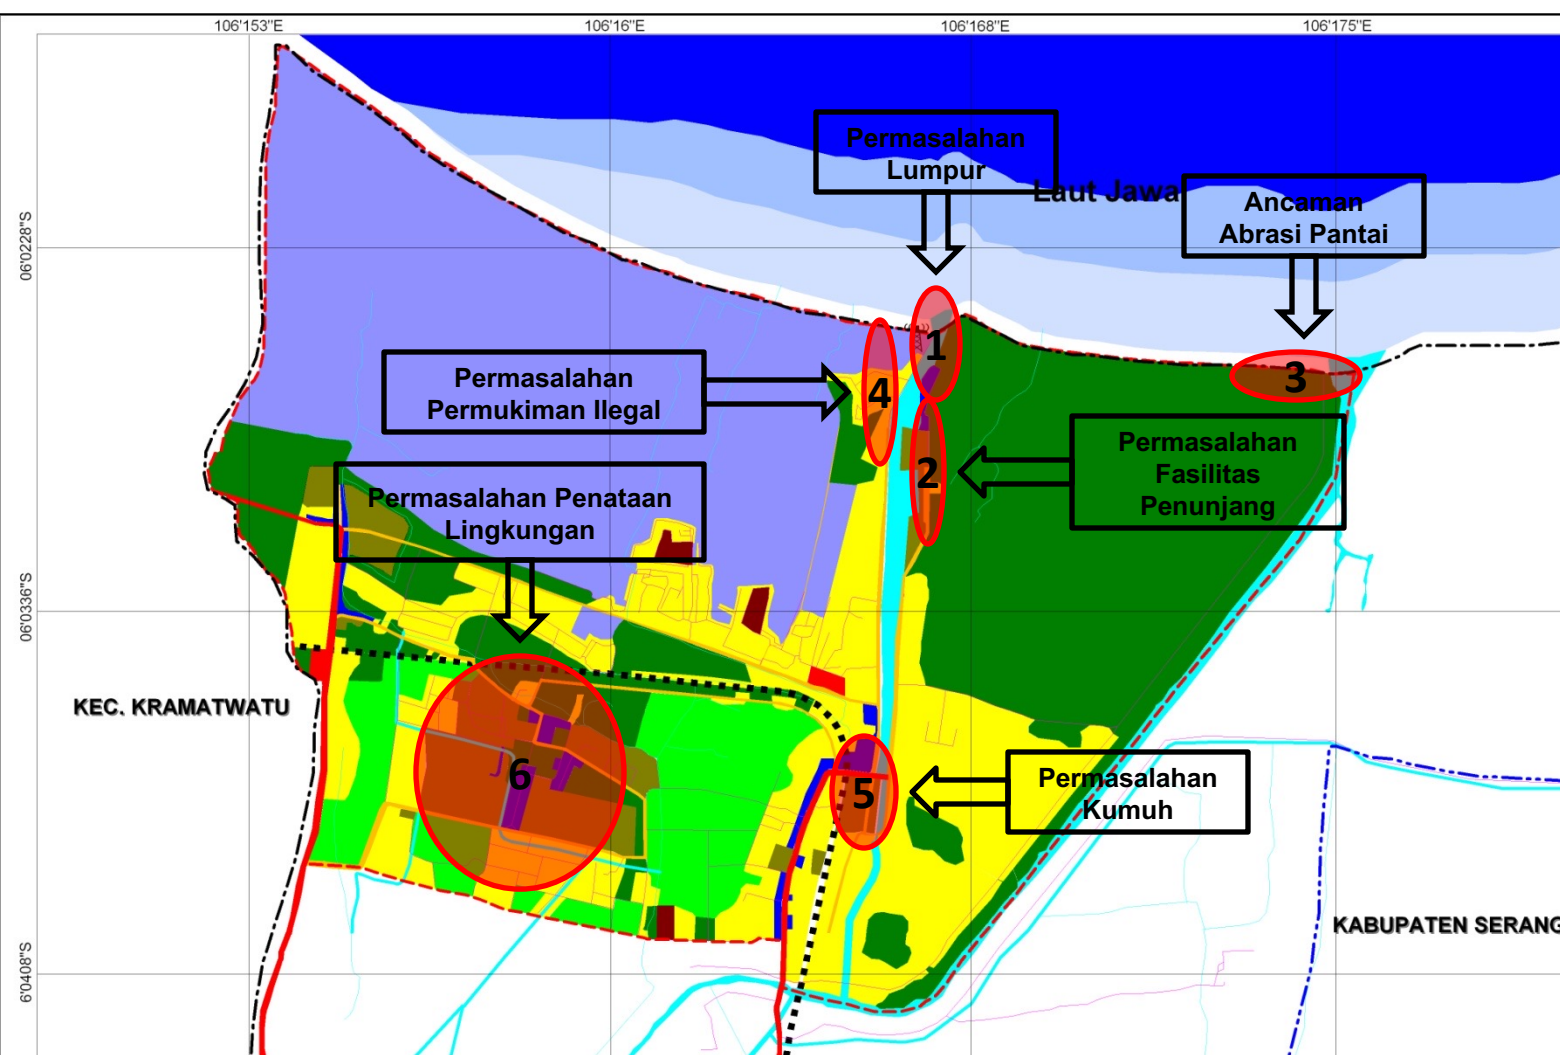 106'153"E
106'16"E
106'168"E
106'175"E
Permasalahan
Lumpur
Laut Jawa
Ancaman
Abrasi Pantai
06'0228"S
1
3
Permasalahan
Permukiman Ilegal
4
Permasalahan
Fasilitas
Penunjang
2
Permasalahan Penataan
Lingkungan
06'0336"S
KEC. KRAMATWATU
6
5
Permasalahan
Kumuh
KABUPATEN SERANG
6'0408"S